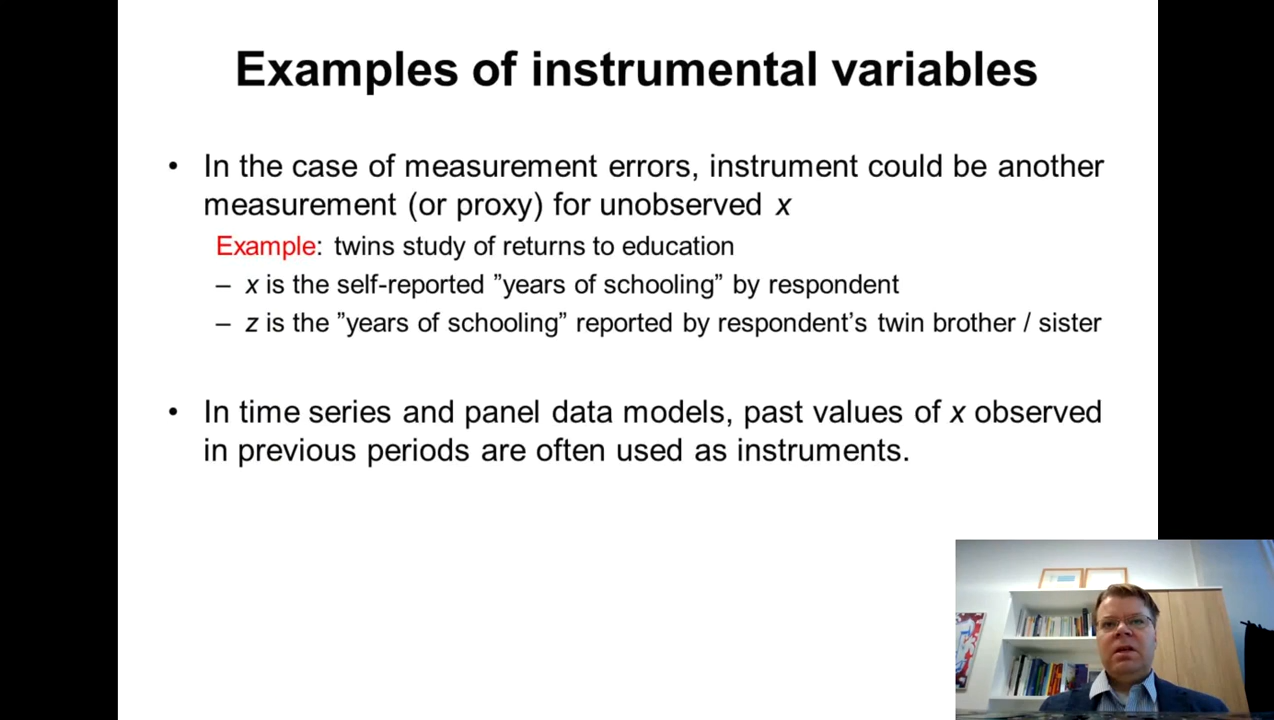 Examples of instrumental variables
• In the case of measurement errors, instrument could be another
measurement (or proxy) for unobserved x
Example: twins study of returns to education
– x is the self-reported ”years of schooling” by respondent
– z is the ”years of schooling” reported by respondent’s twin brother / sister
• In time series and panel data models, past values of x observed
in previous periods are often used as instruments.